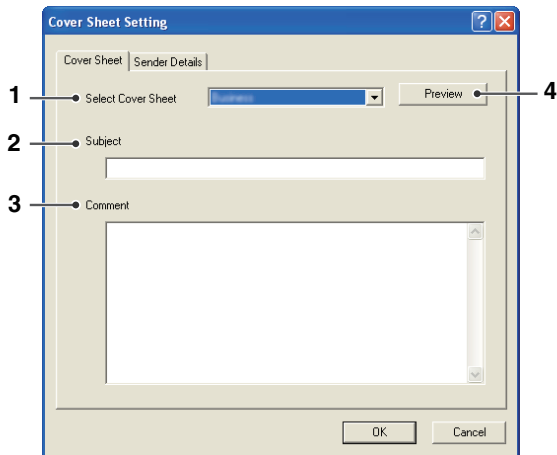 Cover Sheet Setting
Cover Sheet Sender Details
1 Select Cover Sheet Business Preview 4
2 Subject
3 Comment
OK Cancel